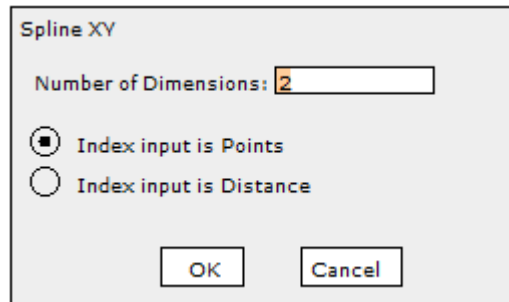 Spline XY
Number of Dimensions: 2
Index input is Points
Index input is Distance
OK Cancel